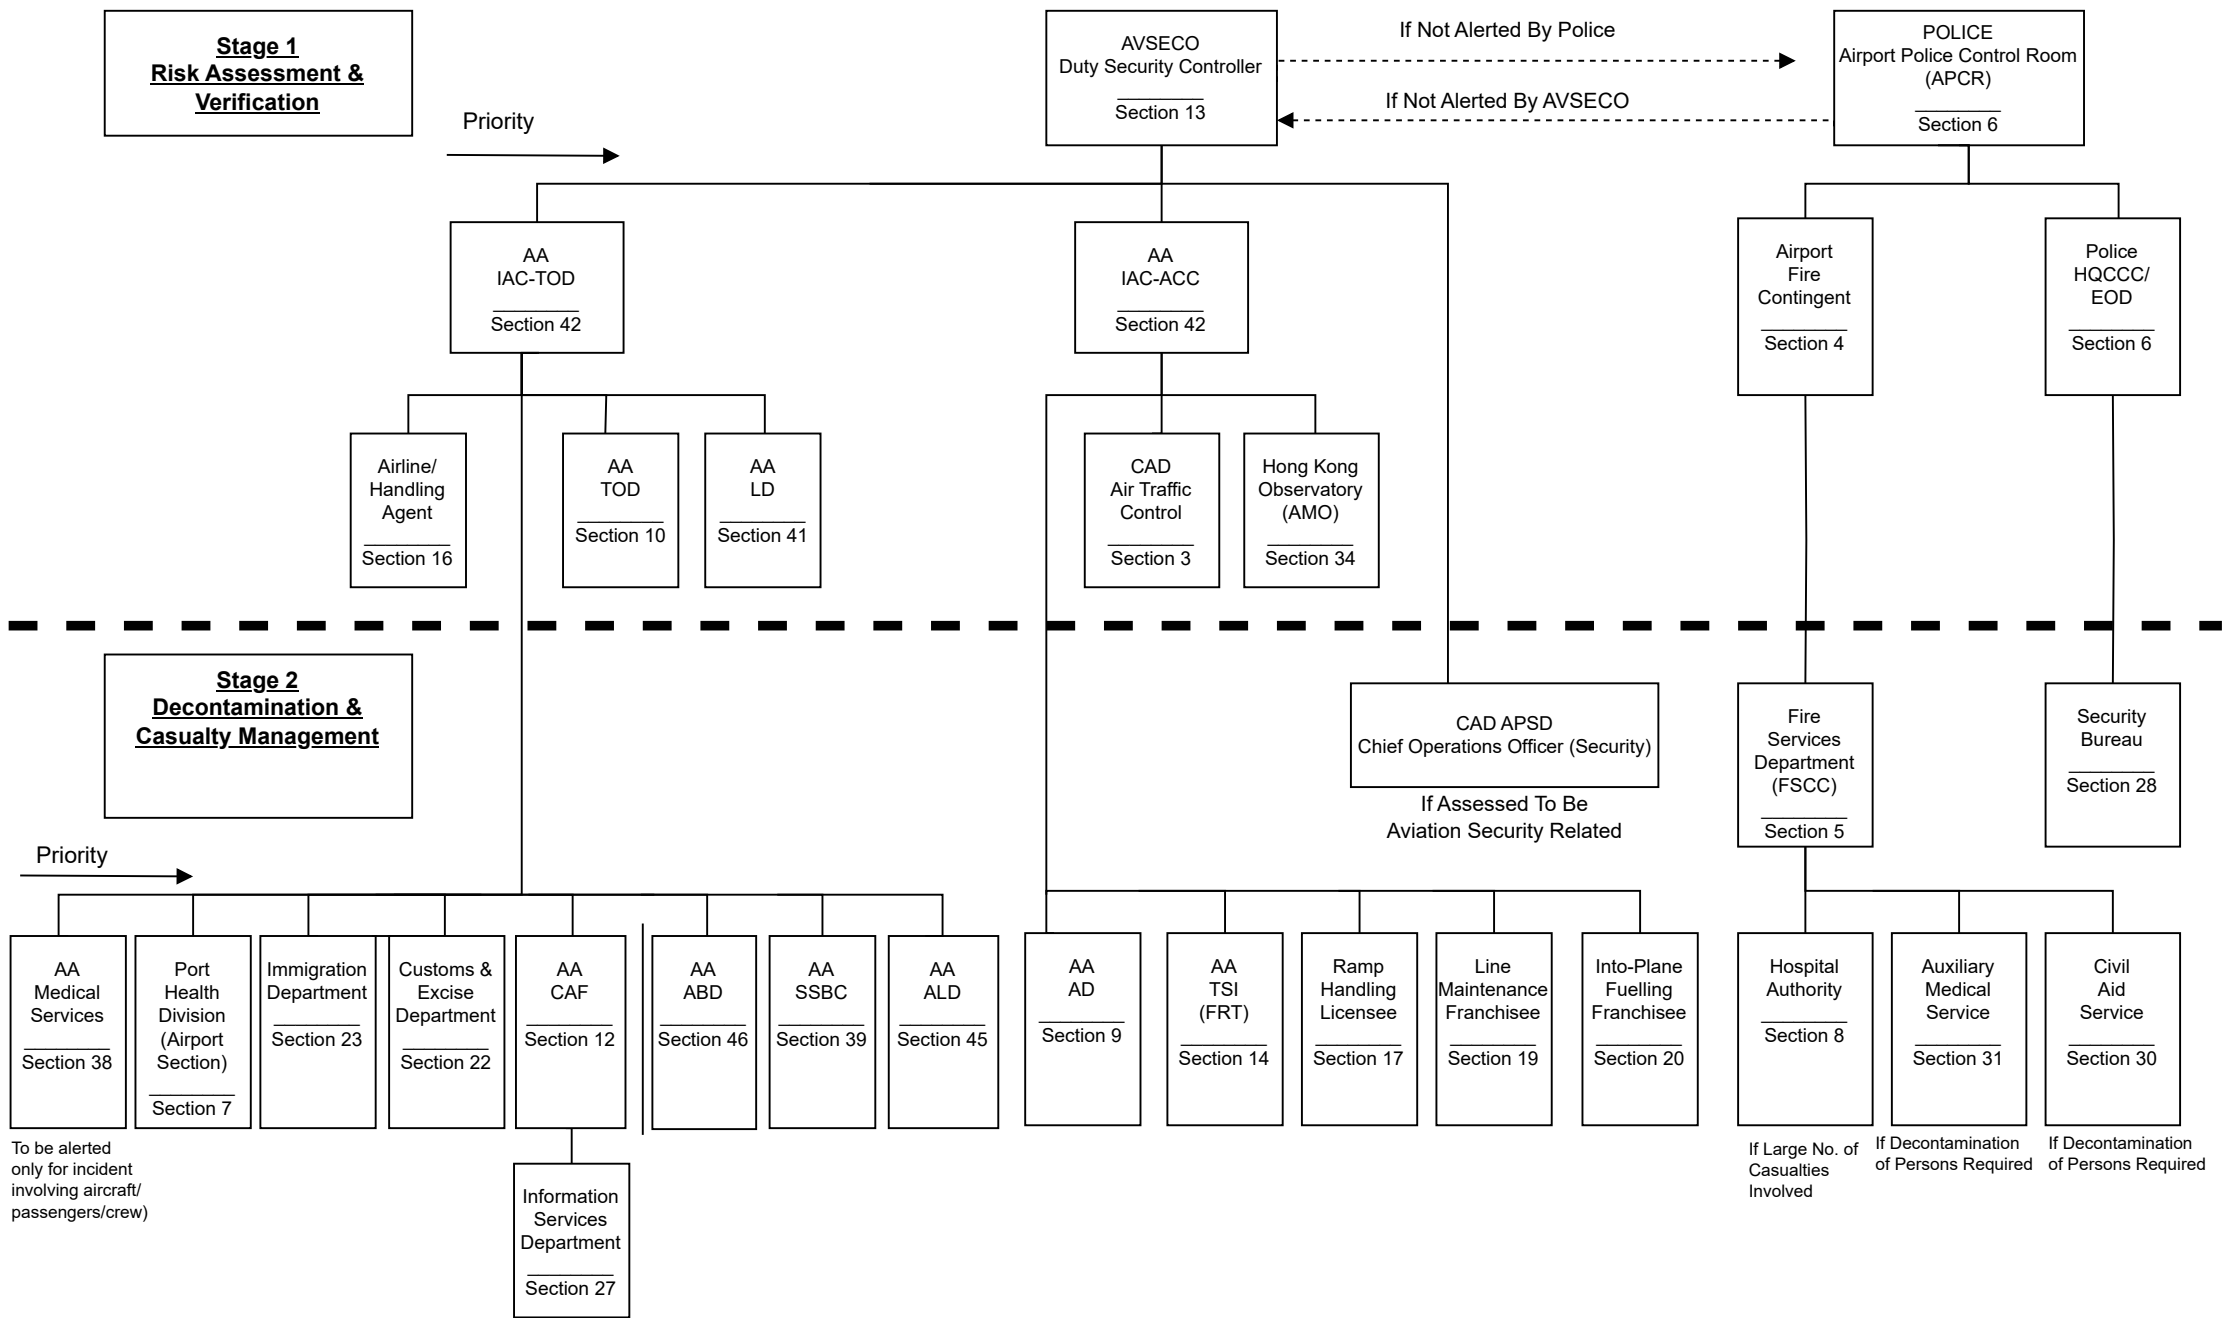 Stage 1
Risk Assessment &
Verification
Priority
AVSECO
Duty Security Controller
Section 13
If Not Alerted By Police
If Not Alerted By AVSECO
POLICE
Airport Police Control Room
(APCR)
Section 6
AA
IAC-TOD
Section 42
AA
IAC-ACC
Section 42
Airport
Fire
Contingent
Section 4
Police
HQCCC/
EOD
Section 6
Airline/
Handling
Agent
Section 16
AA
TOD
Section 10
AA
LD
Section 41
CAD
Air Traffic
Control
Section 3
Hong Kong
Observatory
(AMO)
Section 34
Stage 2
Decontamination &
Casualty Management
CAD APSD
Chief Operations Officer (Security)
If Assessed To Be
Aviation Security Related
Fire
Services
Department
(FSCC)
Section 5
Security
Bureau
Section 28
Priority
AA
Medical
Services
Section 38
To be alerted
only for incident
involving aircraft/
passengers/crew)
Port
Health
Division
(Airport
Section)
Section 7
Immigration
Department
Section 23
Customs &
Excise
Department
Section 22
AA
CAF
Section 12
Information
Services
Department
Section 27
AA
ABD
Section 46
AA
SSBC
Section 39
AA
ALD
Section 45
AA
AD
Section 9
AA
TSI
(FRT)
Section 14
Ramp
Handling
Licensee
Section 17
Line
Maintenance
Franchisee
Section 19
Into-Plane
Fuelling
Franchisee
Section 20
Hospital
Authority
Section 8
If Large No. of
Casualties
Involved
Auxiliary
Medical
Service
Section 31
If Decontamination
of Persons Required
Civil
Aid
Service
Section 30
If Decontamination
of Persons Required